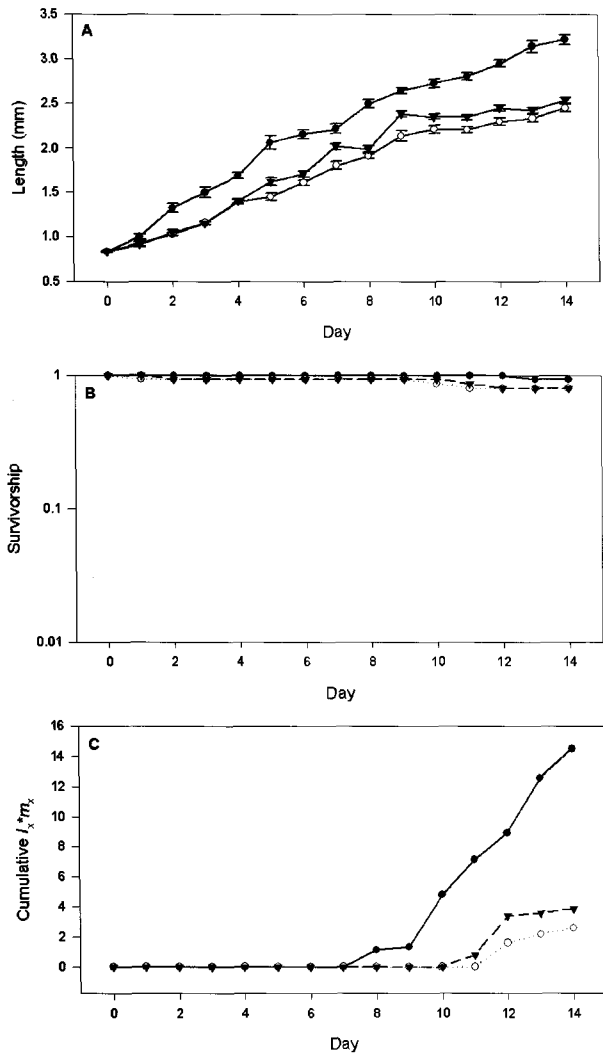 A
3.5
3.0
2.5
2.0
1.5
1.0
0.5
Length (mm)
0 2 4 6 8 10 12 14
Day
B
1
0.1
0.01
Survivorship
0 2 4 6 8 10 12 14
Day
C
16
14
12
10
8
6
4
2
0
Cumulative lₓ*mₓ
0 2 4 6 8 10 12 14
Day